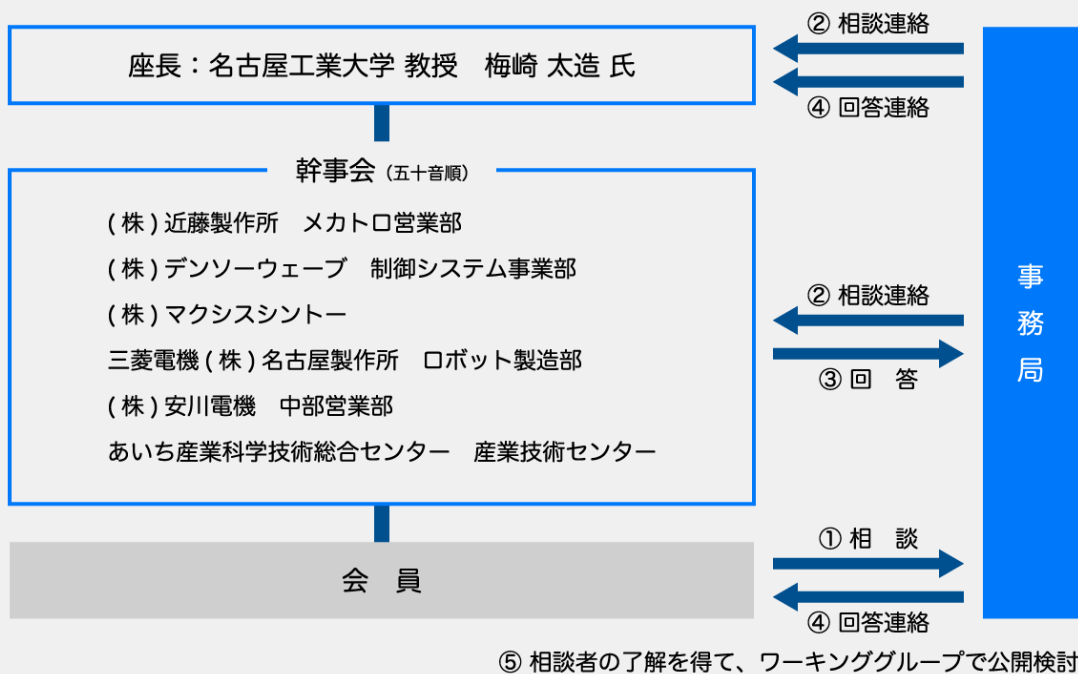 ② 相談連絡
座長：名古屋工業大学 教授　梅崎 太造 氏
④ 回答連絡
幹事会（五十音順）
(株)近藤製作所　メカトロ営業部
(株)デンソーウェーブ　制御システム事業部
(株)マクシスシントー
三菱電機(株)名古屋製作所　ロボット製造部
(株)安川電機　中部営業部
あいち産業科学技術総合センター　産業技術センター
② 相談連絡
③ 回　答
事務局
① 相　談
会　員
④ 回答連絡
⑤ 相談者の了解を得て、ワーキンググループで公開検討